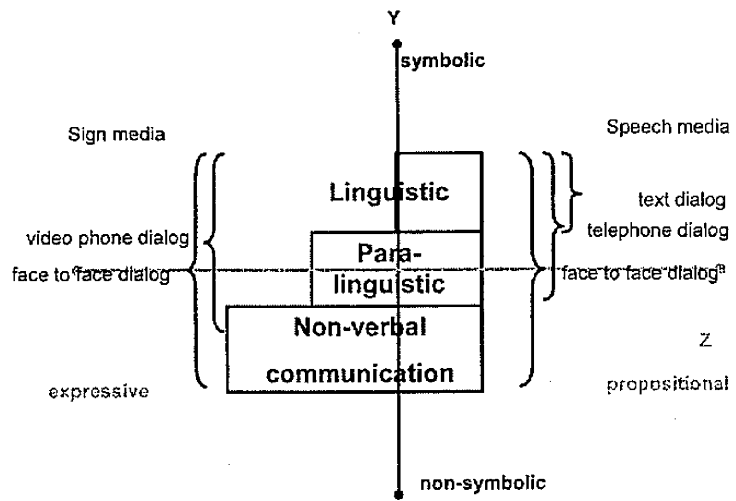 Y
symbolic
Sign media
Speech media
Linguistic
text dialog
video phone dialog
telephone dialog
Para-
linguistic
face to face dialog
face to face dialog
Non-verbal
communication
Z
expressive
propositional
non-symbolic